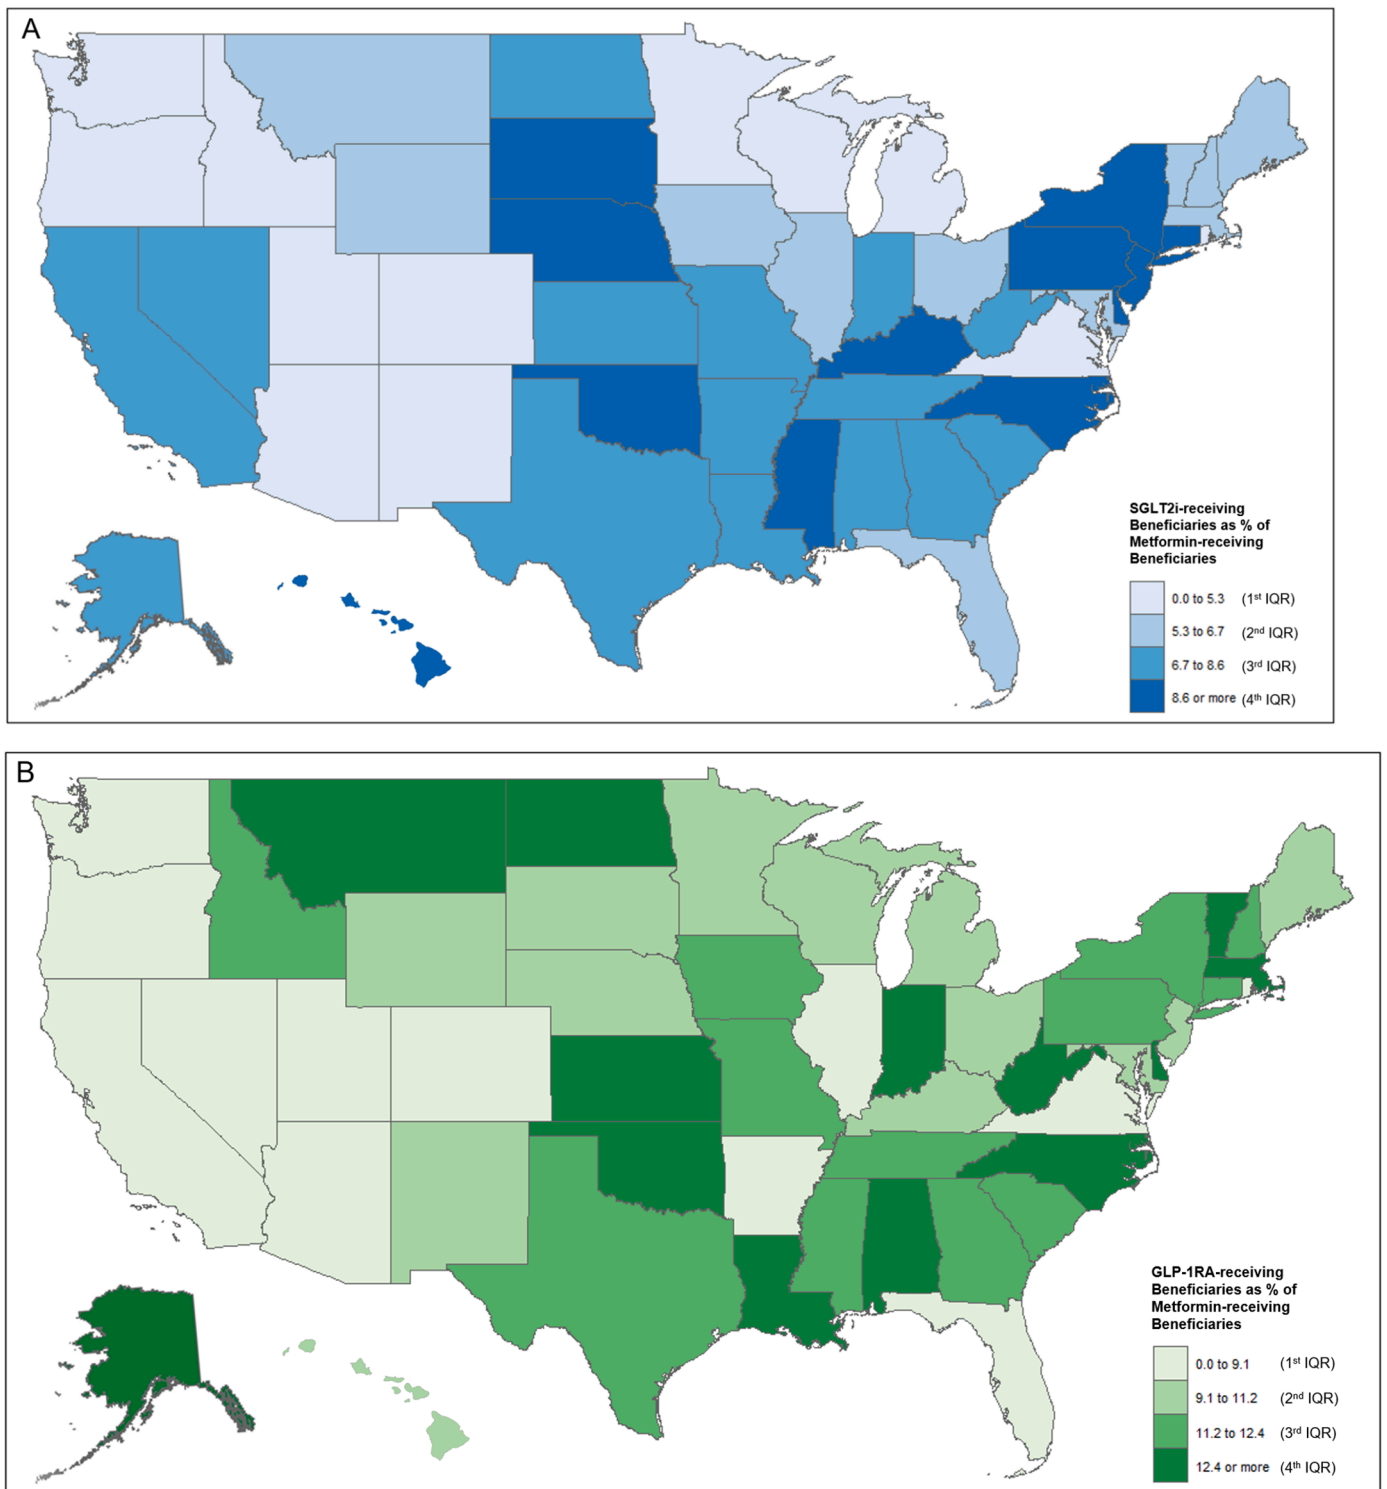 A
SGLT2i-receiving
Beneficiaries as % of
Metformin-receiving
Beneficiaries
0.0 to 5.3 (1st IQR)
5.3 to 6.7 (2nd IQR)
6.7 to 8.6 (3rd IQR)
8.6 or more (4th IQR)
B
GLP-1RA-receiving
Beneficiaries as % of
Metformin-receiving
Beneficiaries
0.0 to 9.1 (1st IQR)
9.1 to 11.2 (2nd IQR)
11.2 to 12.4 (3rd IQR)
12.4 or more (4th IQR)